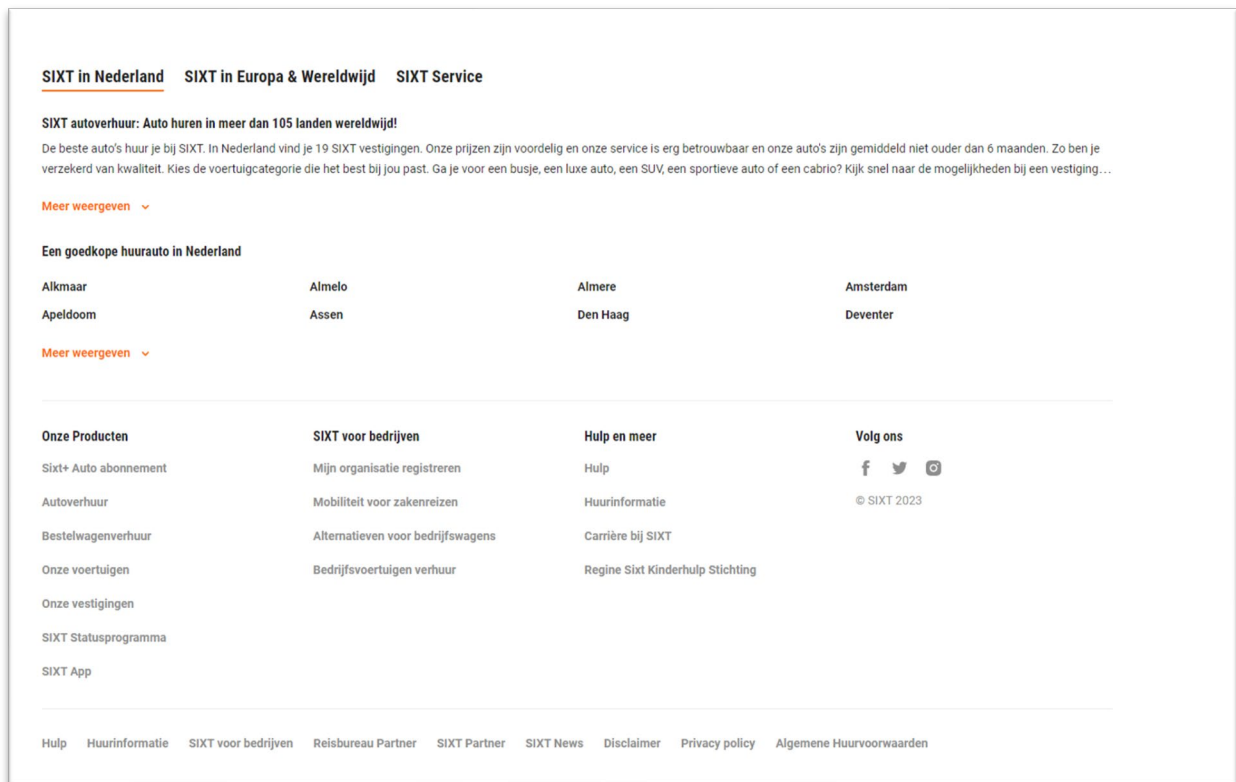 SIXT in Nederland SIXT in Europa & Wereldwijd SIXT Service
SIXT autoverhuur: Auto huren in meer dan 105 landen wereldwijd!
De beste auto's huur je bij SIXT. In Nederland vind je 19 SIXT vestigingen. Onze prijzen zijn voordelig en onze service is erg betrouwbaar en onze auto's zijn gemiddeld niet ouder dan 6 maanden. Zo ben je
verzekerd van kwaliteit. Kies de voertuigcategorie die het best bij jou past. Ga je voor een busje, een luxe auto, een SUV, een sportieve auto of een cabrio? Kijk snel naar de mogelijkheden bij een vestiging…
Meer weergeven
Een goedkope huurauto in Nederland
Alkmaar Almelo Almere Amsterdam
Apeldoorn Assen Den Haag Deventer
Meer weergeven
Onze Producten SIXT voor bedrijven Hulp en meer Volg ons
Sixt+ Auto abonnement Mijn organisatie registreren Hulp
Autoverhuur Mobiliteit voor zakenreizen Huurinformatie © SIXT 2023
Bestelwagenverhuur Alternatieven voor bedrijfswagens Carrière bij SIXT
Onze voertuigen Bedrijfsvoertuigen verhuur Regine Sixt Kinderhulp Stichting
Onze vestigingen
SIXT Statusprogramma
SIXT App
Hulp Huurinformatie SIXT voor bedrijven Reisbureau Partner SIXT Partner SIXT News Disclaimer Privacy policy Algemene Huurvoorwaarden